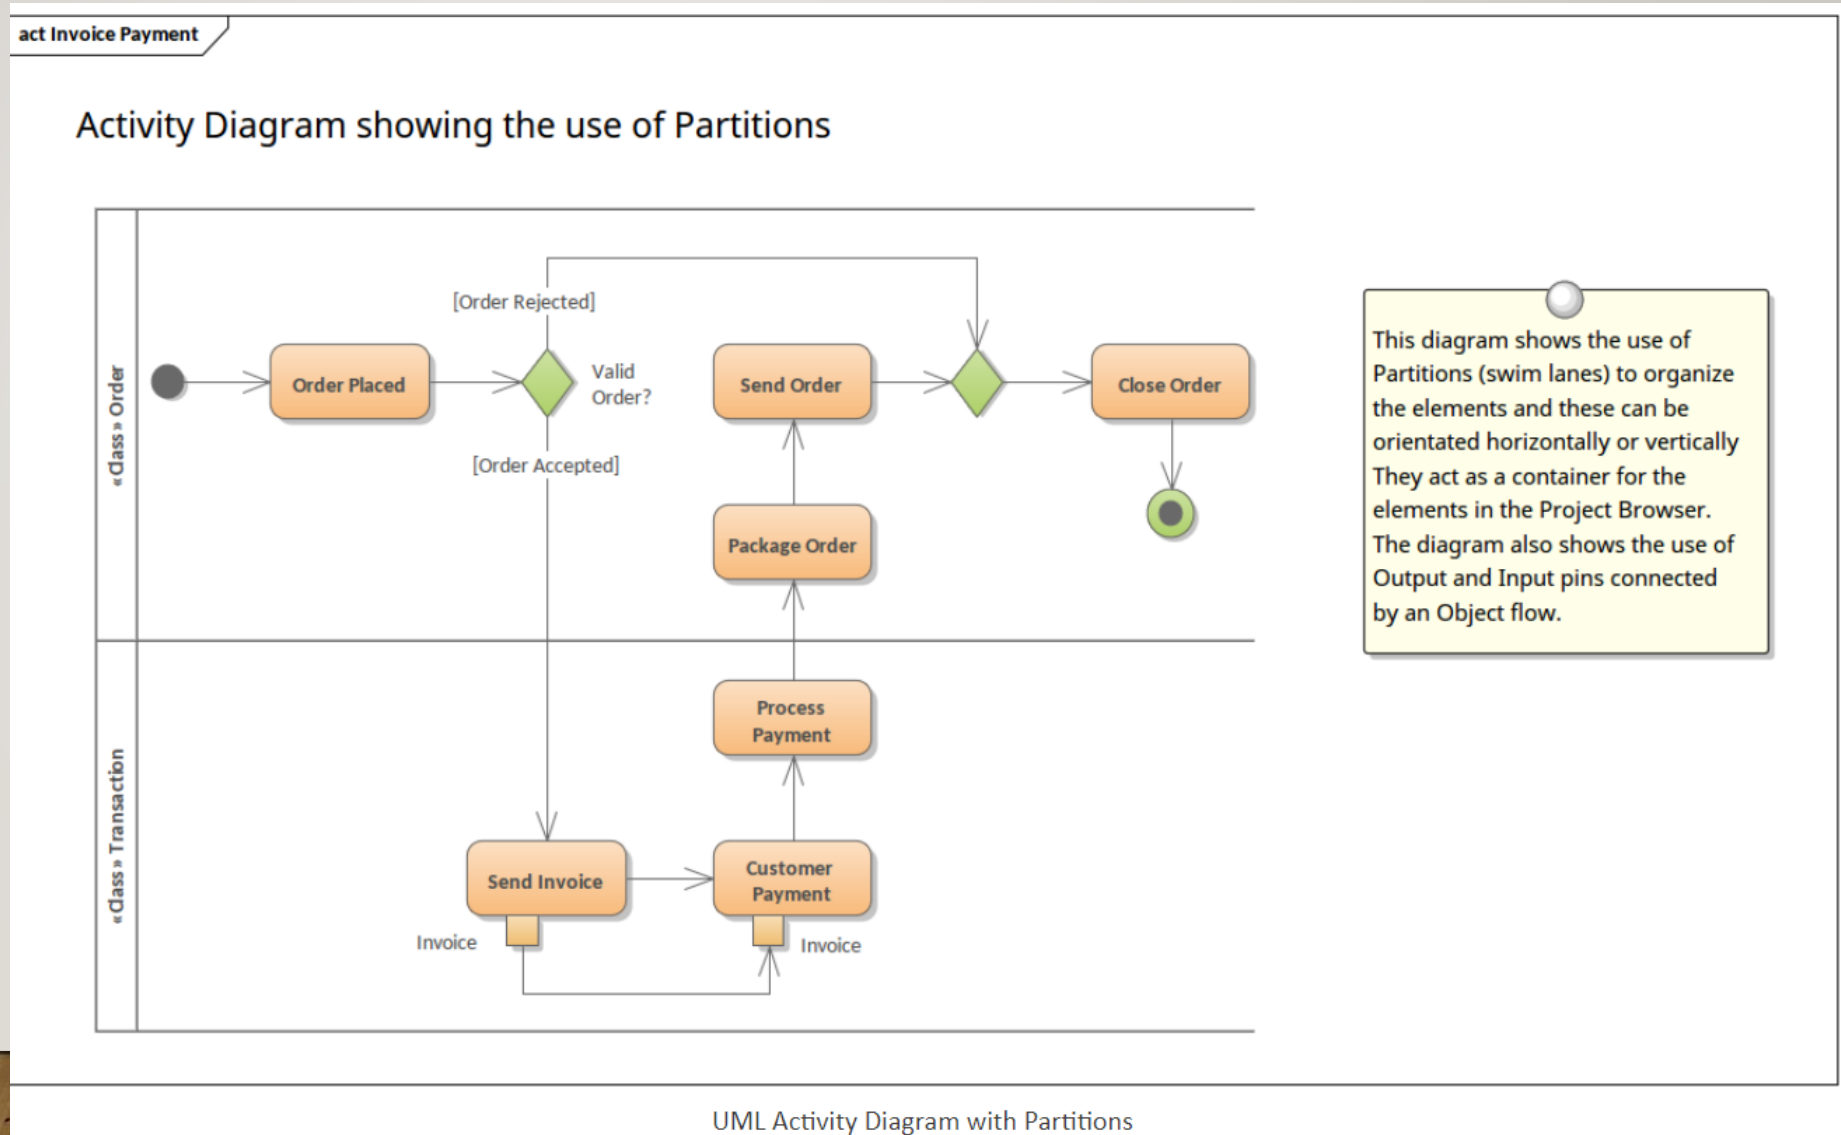 act Invoice Payment
Activity Diagram showing the use of Partitions
«class» Order
[Order Rejected]
Order Placed
Valid
Order?
Send Order
Close Order
[Order Accepted]
Package Order
«class» Transaction
Process
Payment
Send Invoice
Customer
Payment
Invoice
Invoice
This diagram shows the use of
Partitions (swim lanes) to organize
the elements and these can be
orientated horizontally or vertically
They act as a container for the
elements in the Project Browser.
The diagram also shows the use of
Output and Input pins connected
by an Object flow.
UML Activity Diagram with Partitions